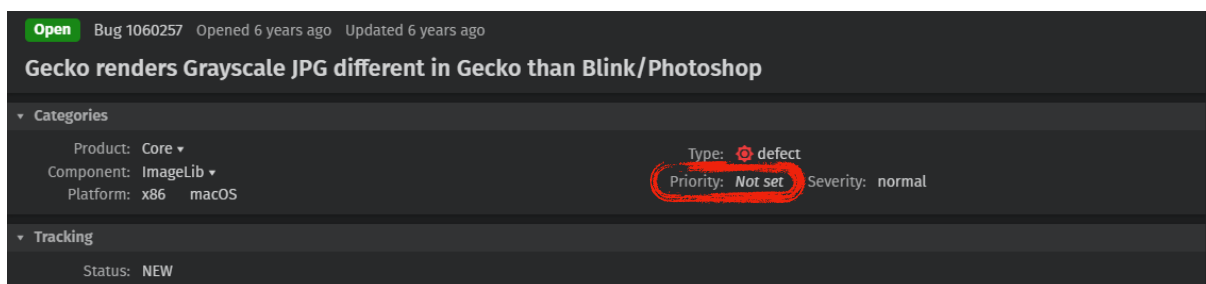 Open Bug 1060257 Opened 6 years ago Updated 6 years ago
Gecko renders Grayscale JPG different in Gecko than Blink/Photoshop
Categories
Product: Core
Component: ImageLib
Platform: x86 macOS
Type: defect
Priority: Not set Severity: normal
Tracking
Status: NEW